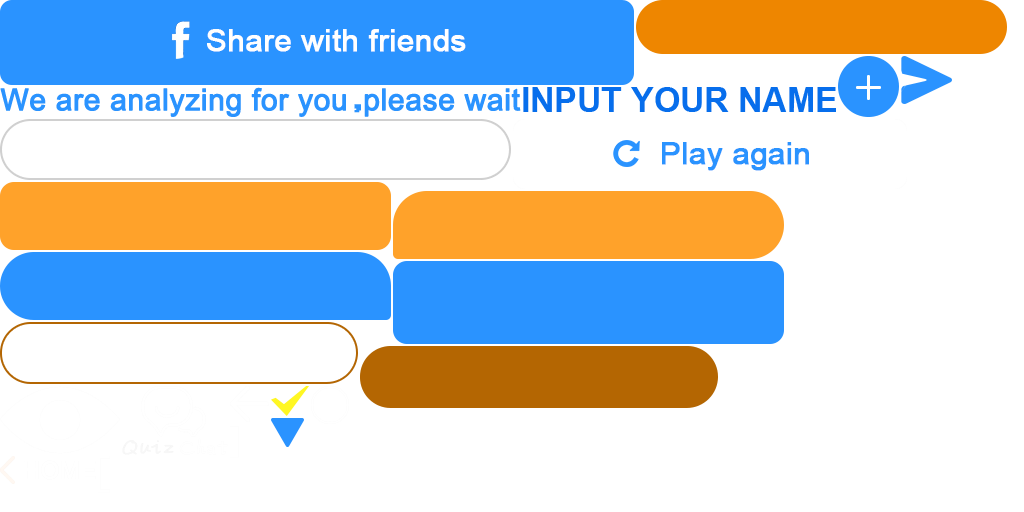 Share with friends
We are analyzing for you,please wait
INPUT YOUR NAME
Play again
Quiz